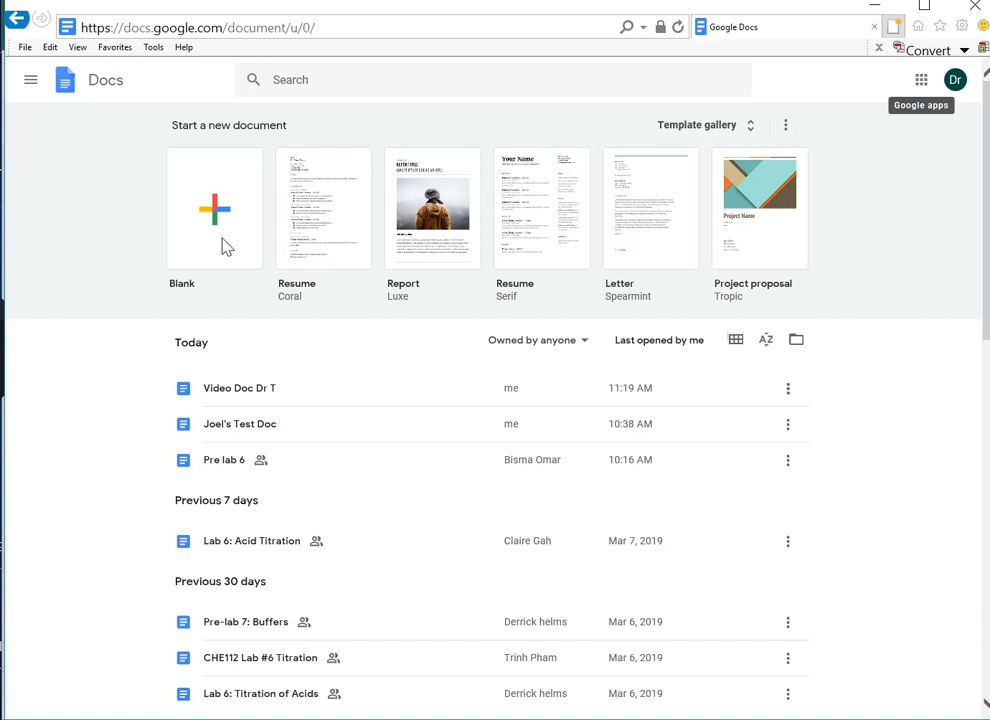 https://docs.google.com/document/u/0/
Google Docs
File Edit View Favorites Tools Help
Convert
Docs
Search
Dr
Google apps
Start a new document
Template gallery
REPORT TITLE
Your Name
Project Name
Blank
Resume
Coral
Report
Luxe
Resume
Serif
Letter
Spearmint
Project proposal
Tropic
Today Owned by anyone Last opened by me AZ
Video Doc Dr T me 11:19 AM
Joel's Test Doc me 10:38 AM
Pre lab 6 Bisma Omar 10:16 AM
Previous 7 days
Lab 6: Acid Titration Claire Gah Mar 7, 2019
Previous 30 days
Pre-lab 7: Buffers Derrick helms Mar 6, 2019
CHE112 Lab #6 Titration Trinh Pham Mar 6, 2019
Lab 6: Titration of Acids Derrick helms Mar 6, 2019